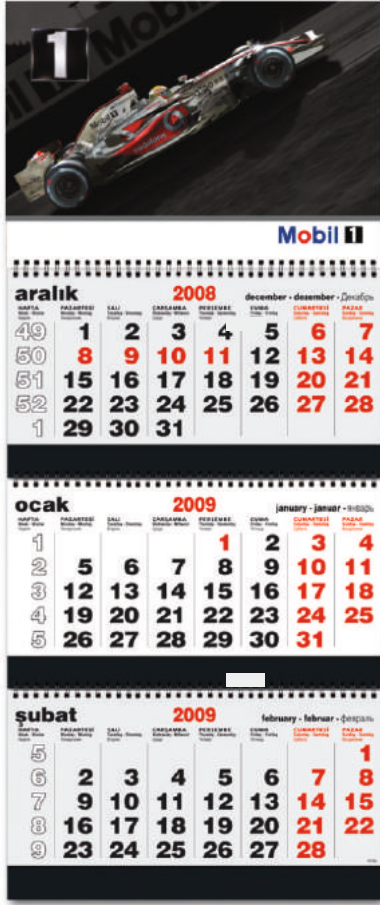 1
Mobil 1
vodafone
Mobil 1
aralık 2008 december - desember - Декабрь
HAFTA PAZARTESİ SALI ÇARŞAMBA PERŞEMBE CUMA CUMARTESİ PAZAR
49 1 2 3 4 5 6 7
50 8 9 10 11 12 13 14
51 15 16 17 18 19 20 21
52 22 23 24 25 26 27 28
1 29 30 31
ocak 2009 january - januar - январь
HAFTA PAZARTESİ SALI ÇARŞAMBA PERŞEMBE CUMA CUMARTESİ PAZAR
1 1 2 3 4
2 5 6 7 8 9 10 11
3 12 13 14 15 16 17 18
4 19 20 21 22 23 24 25
5 26 27 28 29 30 31
şubat 2009 february - februar - февраль
HAFTA PAZARTESİ SALI ÇARŞAMBA PERŞEMBE CUMA CUMARTESİ PAZAR
5 1
6 2 3 4 5 6 7 8
7 9 10 11 12 13 14 15
8 16 17 18 19 20 21 22
9 23 24 25 26 27 28